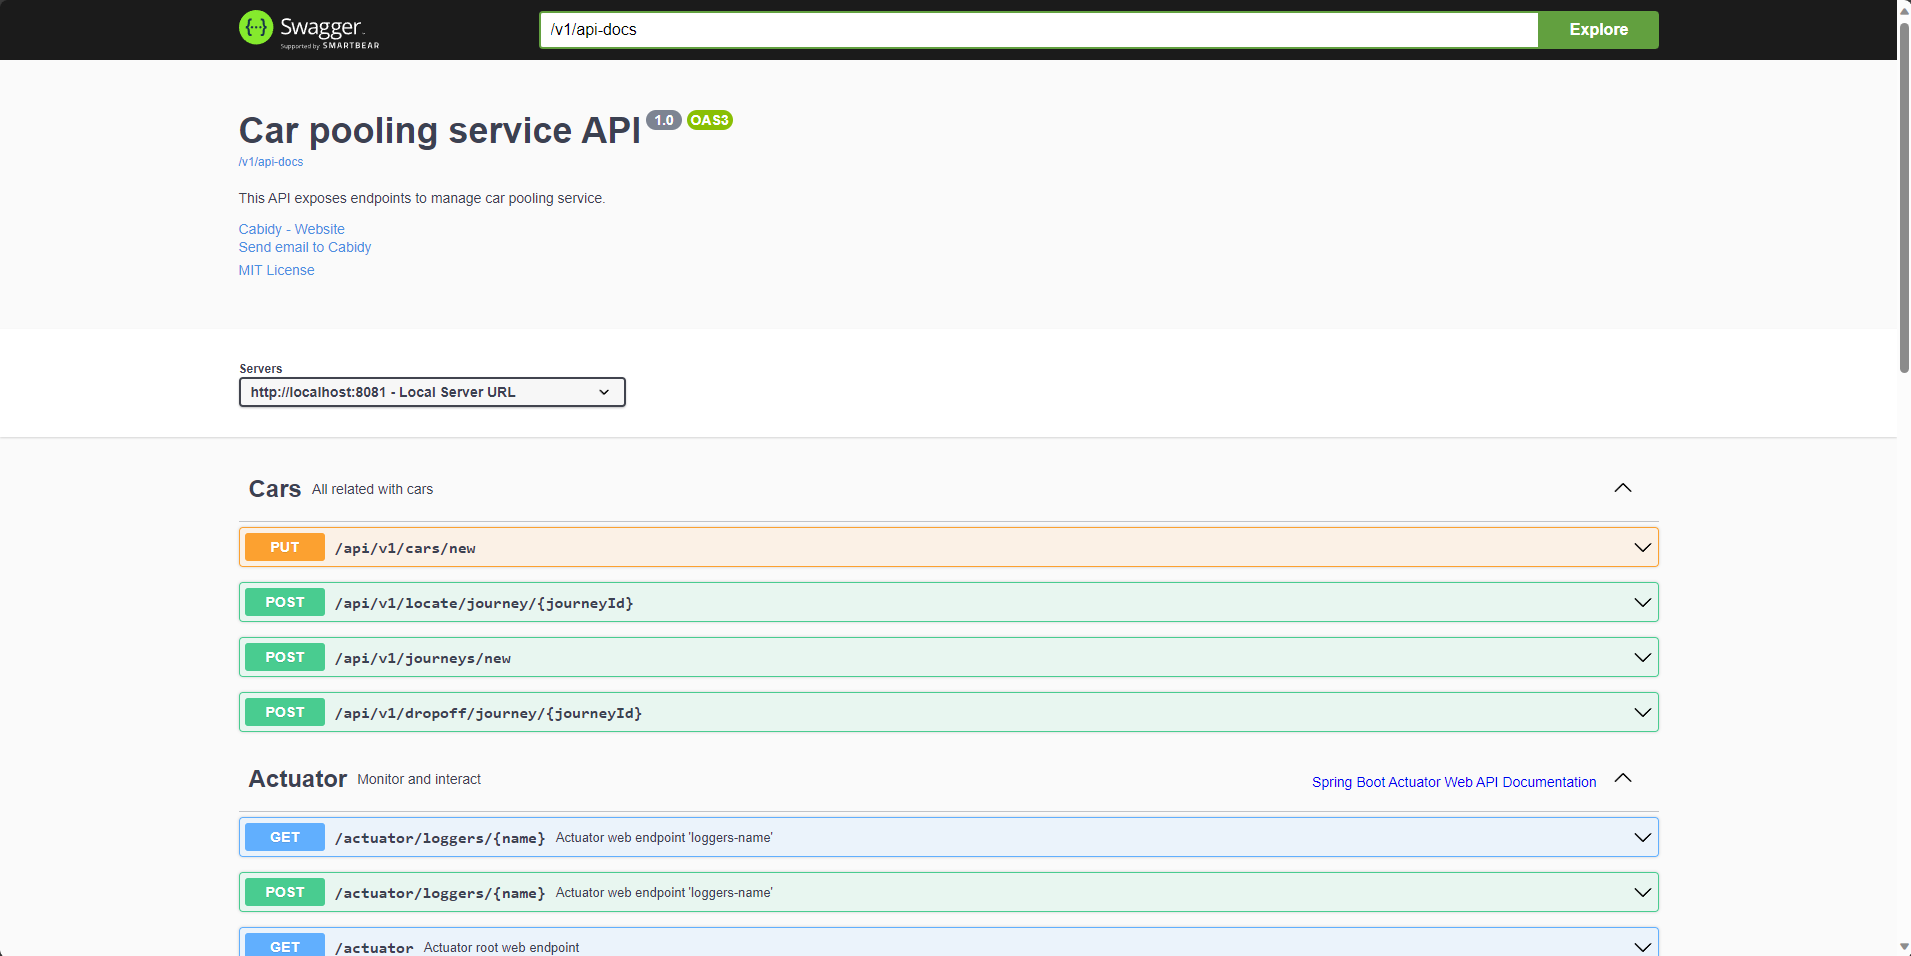 Swagger
Supported by SMARTBEAR
/v1/api-docs
Explore
Car pooling service API 1.0 OAS3
/v1/api-docs
This API exposes endpoints to manage car pooling service.
Cabidy - Website
Send email to Cabidy
MIT License
Servers
http://localhost:8081 - Local Server URL
Cars All related with cars
PUT /api/v1/cars/new
POST /api/v1/locate/journey/{journeyId}
POST /api/v1/journeys/new
POST /api/v1/dropoff/journey/{journeyId}
Actuator Monitor and interact Spring Boot Actuator Web API Documentation
GET /actuator/loggers/{name} Actuator web endpoint 'loggers-name'
POST /actuator/loggers/{name} Actuator web endpoint 'loggers-name'
GET /actuator Actuator root web endpoint